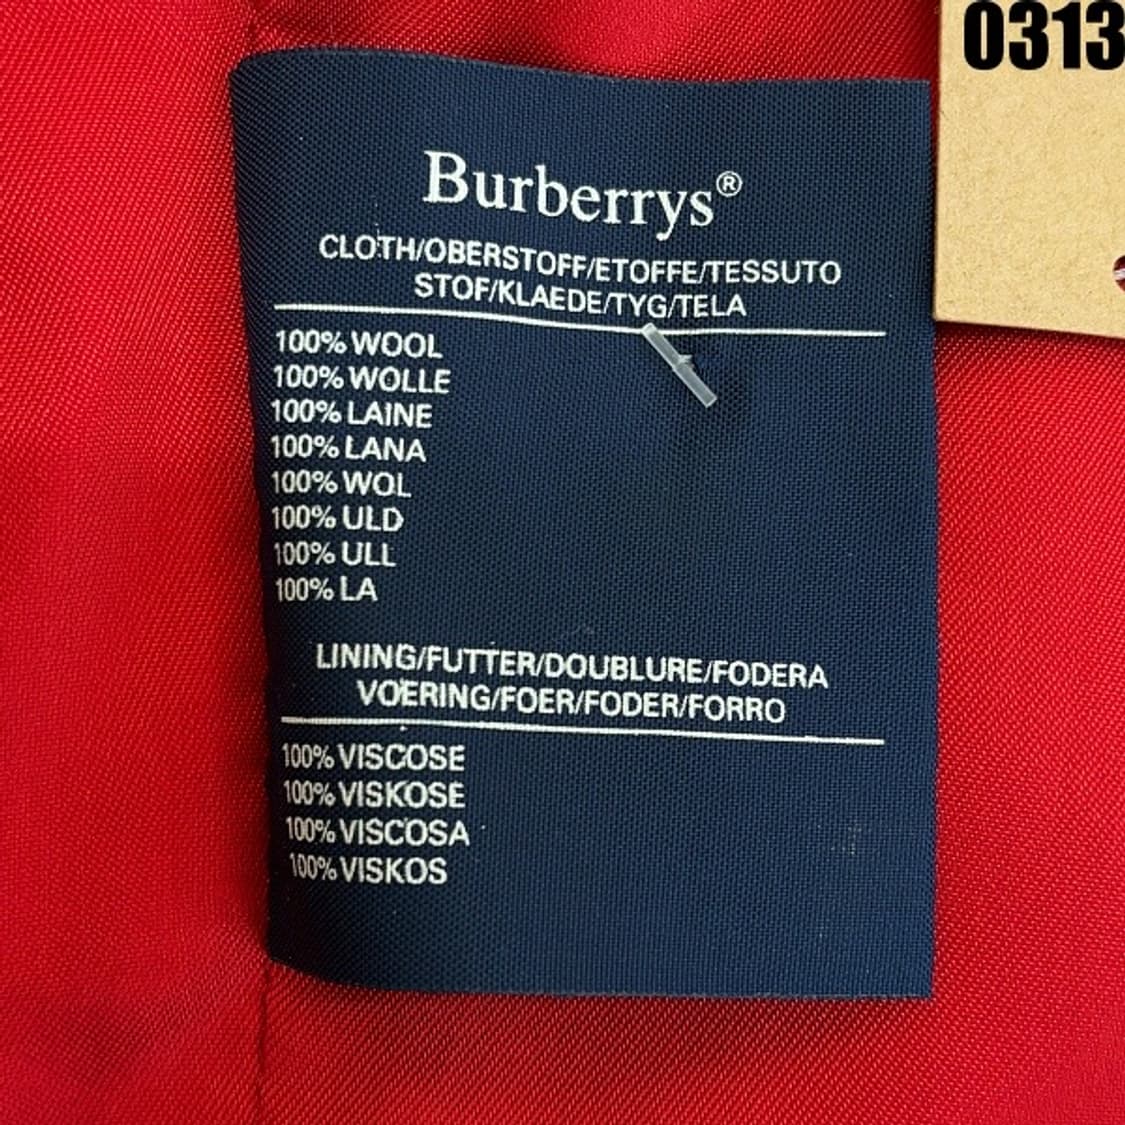 0313
Burberrys®
CLOTH/OBERSTOFF/ETOFFE/TESSUTO
STOF/KLAEDE/TYG/TELA
100% WOOL
100% WOLLE
100% LAINE
100% LANA
100% WOL
100% ULD
100% ULL
100% LA
LINING/FUTTER/DOUBLURE/FODERA
VOERING/FOER/FODER/FORRO
100% VISCOSE
100% VISKOSE
100% VISCOSA
100% VISKOS